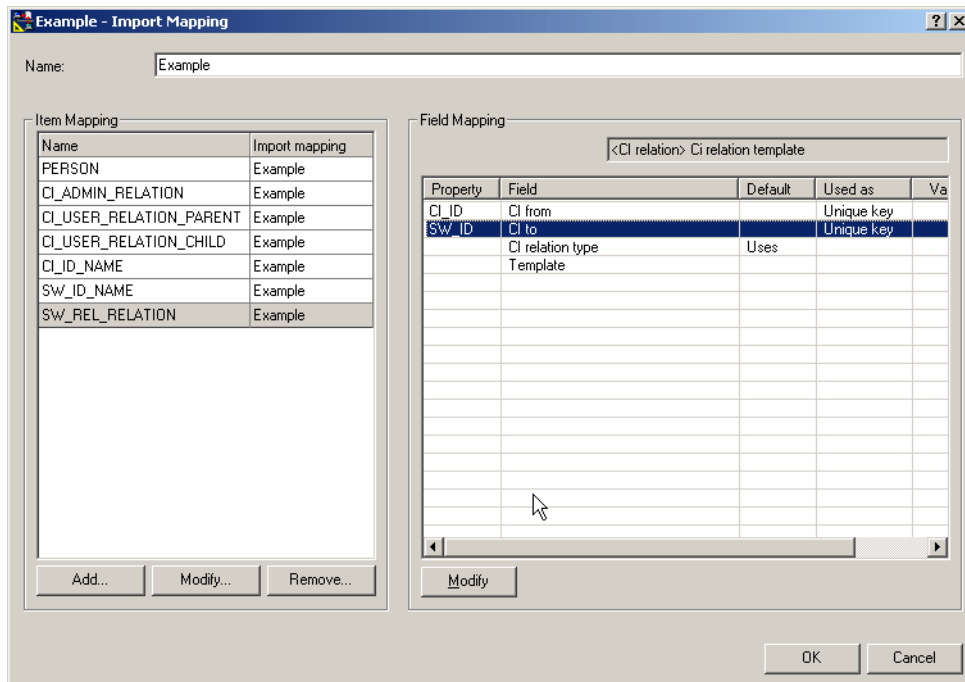 Example - Import Mapping
Name: Example
Item Mapping
Name Import mapping
PERSON Example
CI_ADMIN_RELATION Example
CI_USER_RELATION_PARENT Example
CI_USER_RELATION_CHILD Example
CI_ID_NAME Example
SW_ID_NAME Example
SW_REL_RELATION Example
Add... Modify... Remove...
Field Mapping
<CI relation> Ci relation template
Property Field Default Used as Va
CI_ID CI from Unique key
SW_ID CI to Unique key
CI relation type Uses
Template
Modify
OK Cancel